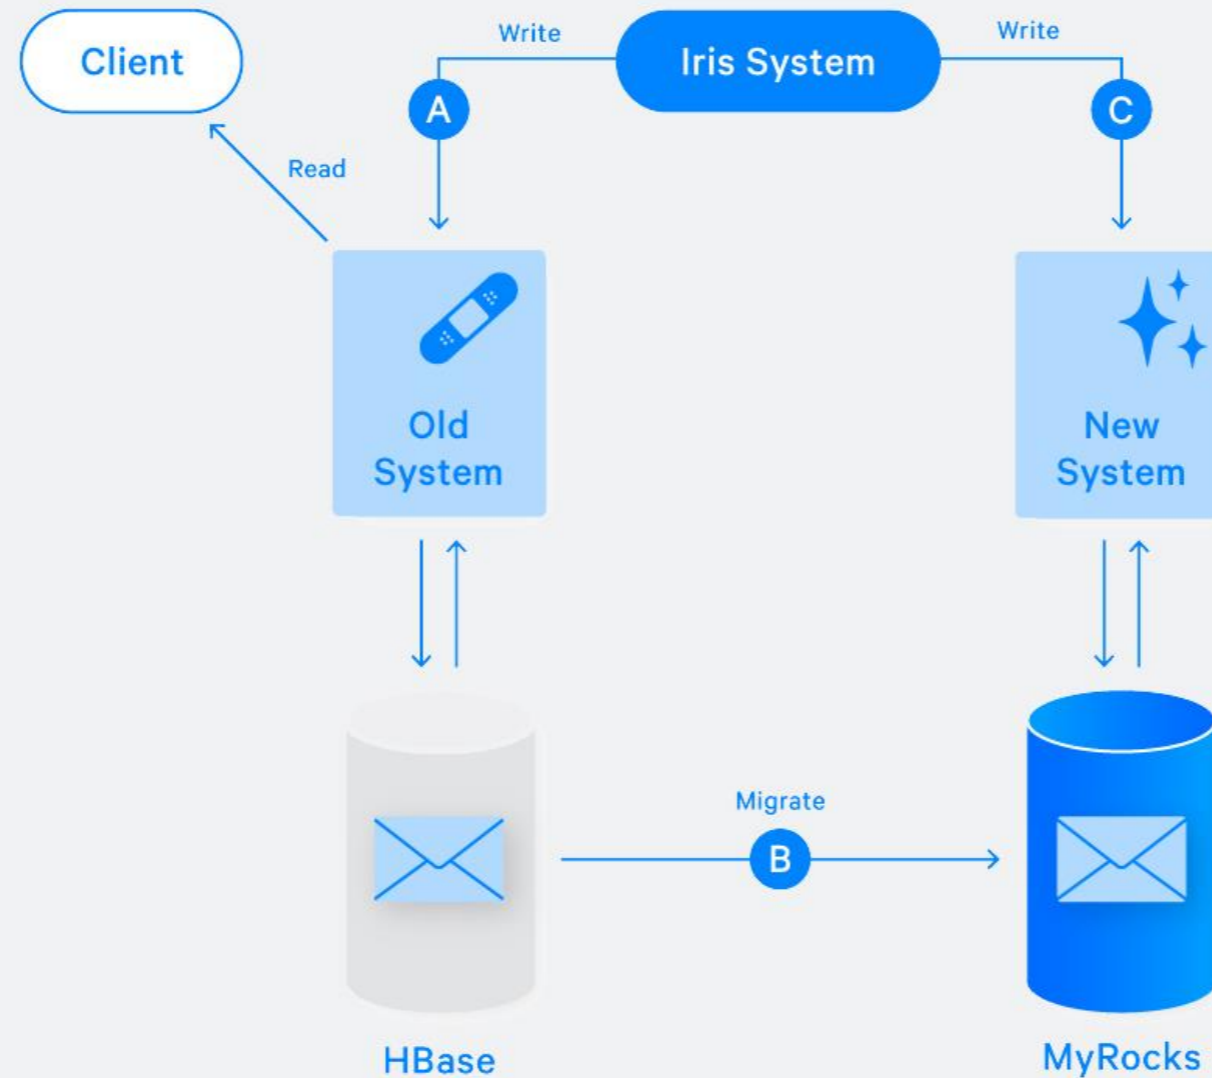 Client
Write
Iris System
Write
A
C
Read
Old
System
New
System
Migrate
B
HBase
MyRocks